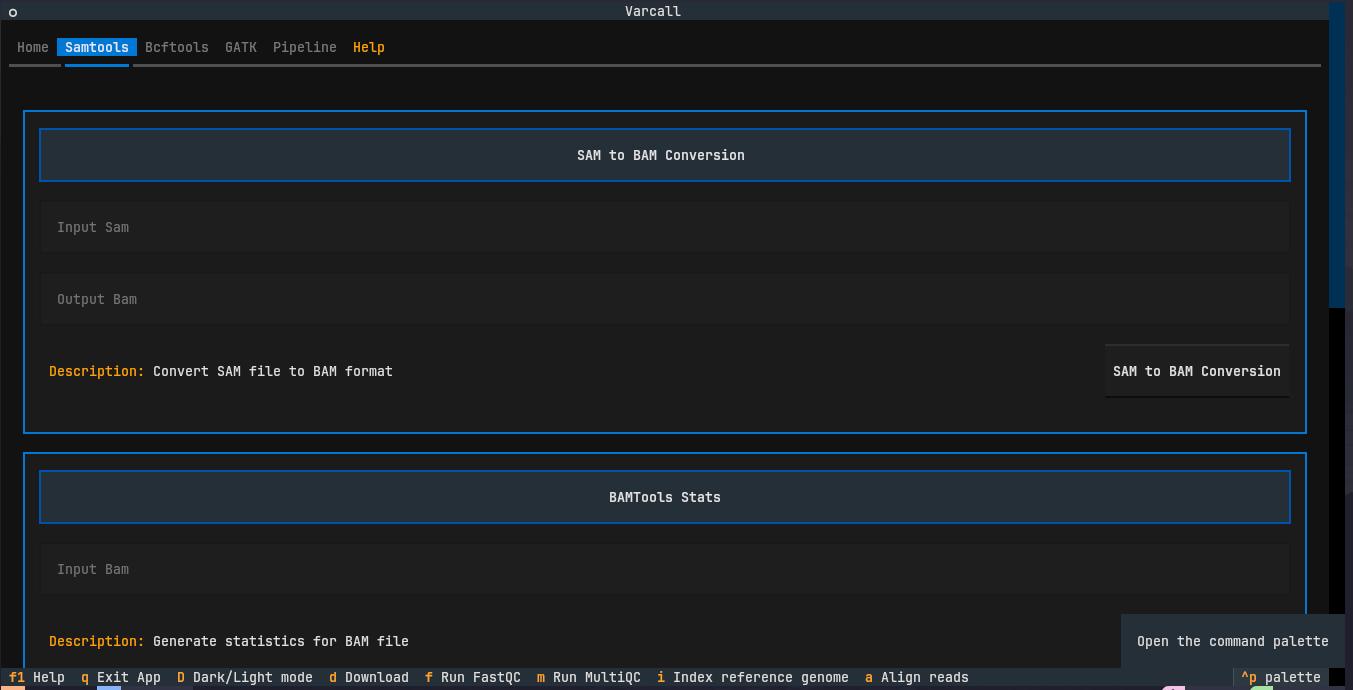 Varcall
Home Samtools Bcftools GATK Pipeline Help
SAM to BAM Conversion
Input Sam
Output Bam
Description: Convert SAM file to BAM format
SAM to BAM Conversion
BAMTools Stats
Input Bam
Description: Generate statistics for BAM file
Open the command palette
f1 Help q Exit App D Dark/Light mode d Download f Run FastQC m Run MultiQC i Index reference genome a Align reads ^p palette